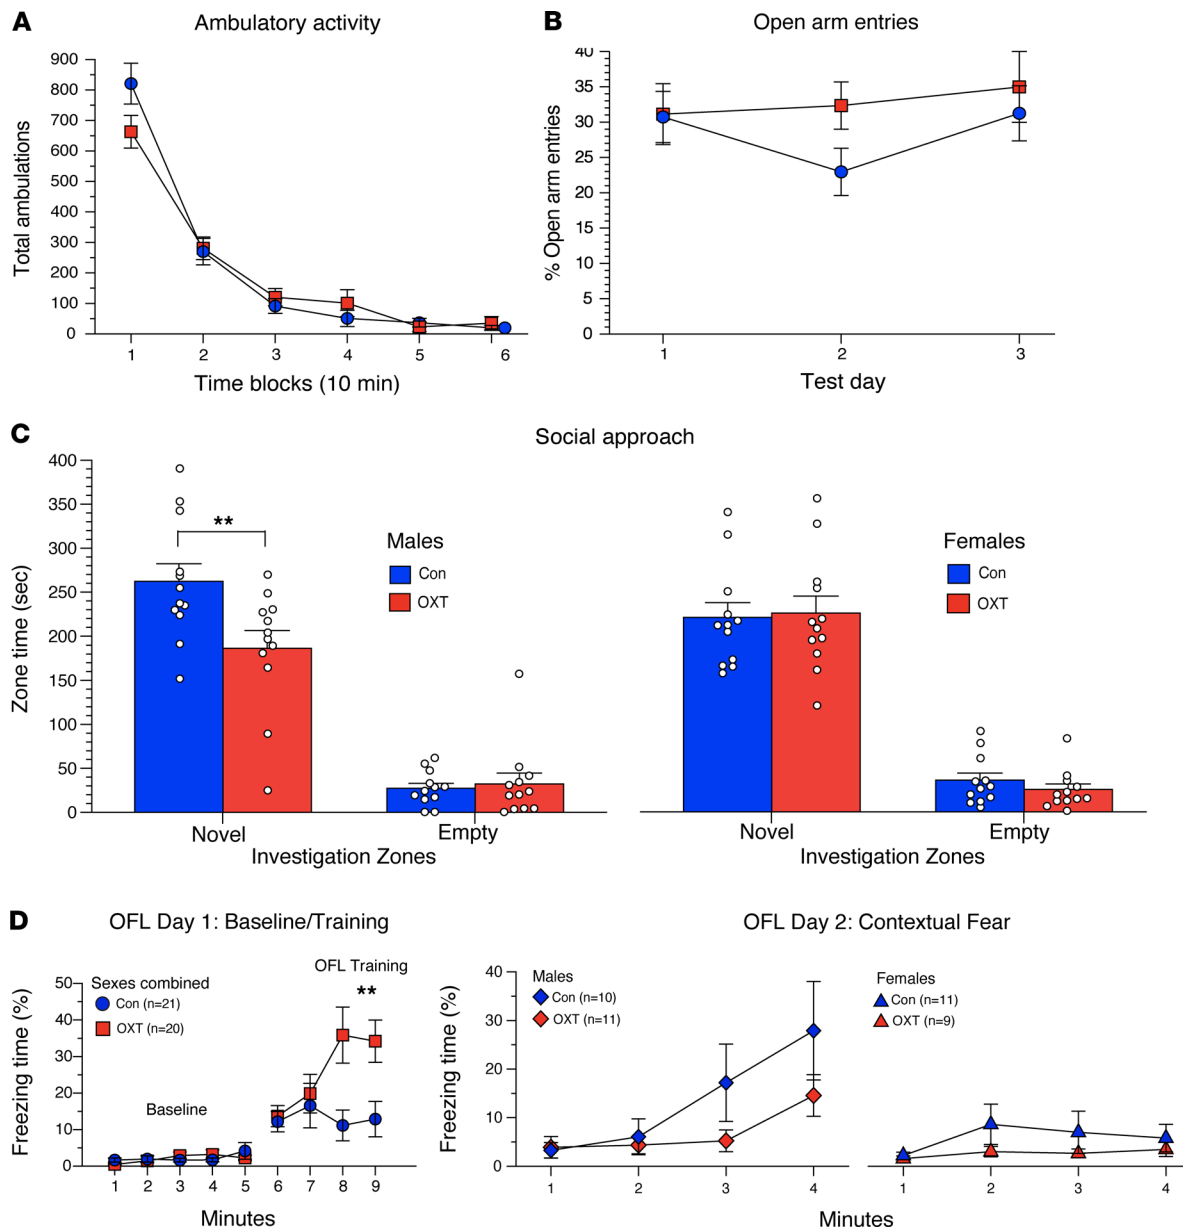 A
Ambulatory activity
Total ambulations
900
800
700
600
500
400
300
200
100
0
1 2 3 4 5 6
Time blocks (10 min)
B
Open arm entries
% Open arm entries
40
35
30
25
20
15
10
5
0
1 2 3
Test day
C
Social approach
Zone time (sec)
400
350
300
250
200
150
100
50
0
**
Males
Con
OXT
Novel Empty
Investigation Zones
Females
Con
OXT
Novel Empty
Investigation Zones
D
OFL Day 1: Baseline/Training
Freezing time (%)
50
40
30
20
10
0
Sexes combined
Con (n=21)
OXT (n=20)
OFL Training
**
Baseline
1 2 3 4 5 6 7 8 9
Minutes
OFL Day 2: Contextual Fear
Freezing time (%)
40
30
20
10
0
Males
Con (n=10)
OXT (n=11)
1 2 3 4
Females
Con (n=11)
OXT (n=9)
1 2 3 4
Minutes